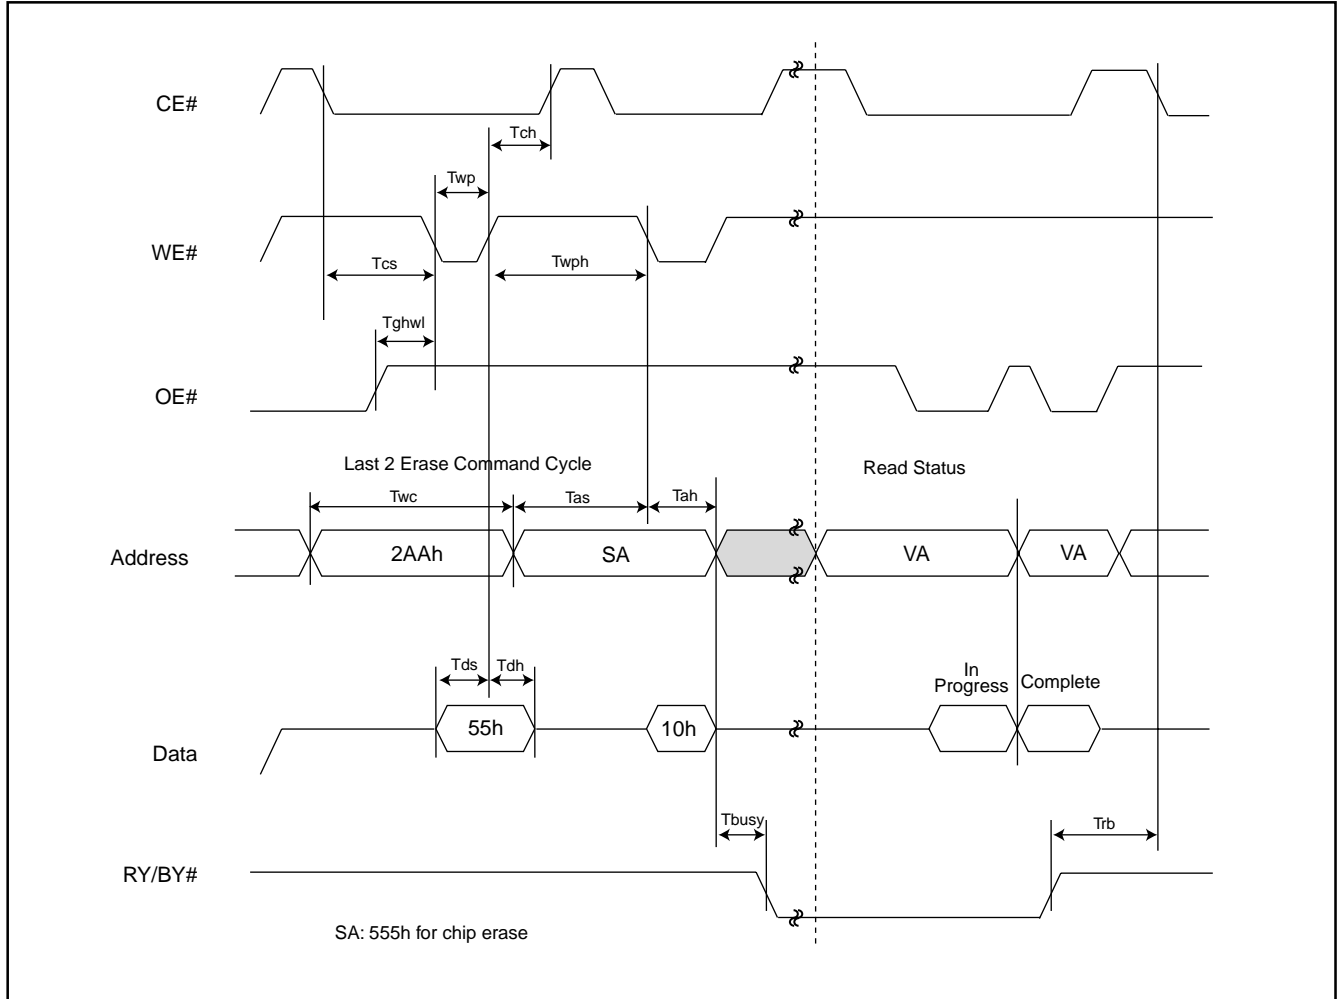 CE#
Tch
Twp
WE#
Tcs
Twph
Tghwl
OE#
Last 2 Erase Command Cycle
Read Status
Twc
Tas
Tah
Address
2AAh
SA
VA
VA
Tds
Tdh
In
Progress
Complete
55h
10h
Data
Tbusy
Trb
RY/BY#
SA: 555h for chip erase